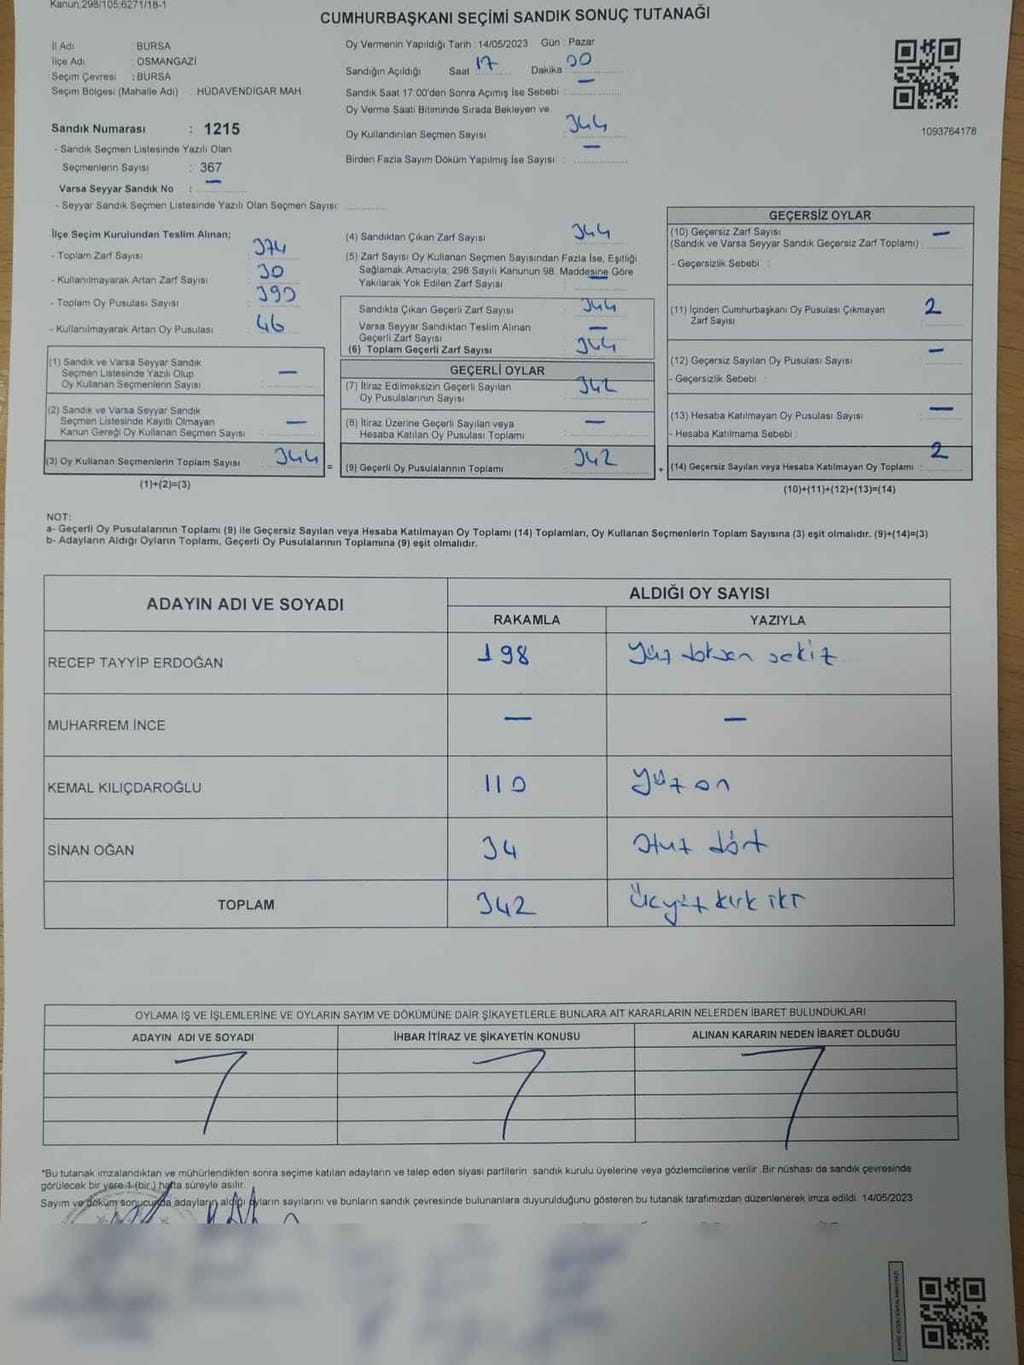 Kanun,298/105;6271/18-1
CUMHURBAŞKANI SEÇİMİ SANDIK SONUÇ TUTANAĞI
İl Adı : BURSA
İlçe Adı : OSMANGAZİ
Seçim Çevresi : BURSA
Seçim Bölgesi (Mahalle Adı) : HÜDAVENDİGAR MAH.
Sandık Numarası : 1215
- Sandık Seçmen Listesinde Yazılı Olan
Seçmenlerin Sayısı : 367
Varsa Seyyar Sandık No : —
- Seyyar Sandık Seçmen Listesinde Yazılı Olan Seçmen Sayısı:
Oy Vermenin Yapıldığı Tarih : 14/05/2023 Gün : Pazar
Sandığın Açıldığı Saat 17 Dakika 00
Sandık Saat 17:00'den Sonra Açımış İse Sebebi : —
Oy Verme Saati Bitiminde Sırada Bekleyen ve
Oy Kullandırılan Seçmen Sayısı : 344
Birden Fazla Sayım Döküm Yapılmış İse Sayısı : —
1093764178
İlçe Seçim Kurulundan Teslim Alınan;
- Toplam Zarf Sayısı : 374
- Kullanılmayarak Artan Zarf Sayısı : 30
- Toplam Oy Pusulası Sayısı : 390
- Kullanılmayarak Artan Oy Pusulası : 46
(1) Sandık ve Varsa Seyyar Sandık
Seçmen Listesinde Yazılı Olup
Oy Kullanan Seçmenlerin Sayısı : —
(2) Sandık ve Varsa Seyyar Sandık
Seçmen Listesinde Kayıtlı Olmayan
Kanun Gereği Oy Kullanan Seçmen Sayısı : —
(3) Oy Kullanan Seçmenlerin Toplam Sayısı : 344 =
(1)+(2)=(3)
(4) Sandıktan Çıkan Zarf Sayısı : 344
(5) Zarf Sayısı Oy Kullanan Seçmen Sayısından Fazla İse, Eşitliği
Sağlamak Amacıyla; 298 Sayılı Kanunun 98. Maddesine Göre
Yakılarak Yok Edilen Zarf Sayısı : —
Sandıkta Çıkan Geçerli Zarf Sayısı : 344
Varsa Seyyar Sandıktan Teslim Alınan
Geçerli Zarf Sayısı : —
(6) Toplam Geçerli Zarf Sayısı : 344
GEÇERLİ OYLAR
(7) İtiraz Edilmeksizin Geçerli Sayılan
Oy Pusulalarının Sayısı : 342
(8) İtiraz Üzerine Geçerli Sayılan veya
Hesaba Katılan Oy Pusulası Toplamı : —
(9) Geçerli Oy Pusulalarının Toplamı : 342 +
GEÇERSİZ OYLAR
(10) Geçersiz Zarf Sayısı : —
(Sandık ve Varsa Seyyar Sandık Geçersiz Zarf Toplamı)
- Geçersizlik Sebebi :
(11) İçinden Cumhurbaşkanı Oy Pusulası Çıkmayan
Zarf Sayısı : 2
(12) Geçersiz Sayılan Oy Pusulası Sayısı : —
- Geçersizlik Sebebi :
(13) Hesaba Katılmayan Oy Pusulası Sayısı : —
- Hesaba Katılmama Sebebi :
(14) Geçersiz Sayılan veya Hesaba Katılmayan Oy Toplamı : 2
(10)+(11)+(12)+(13)=(14)
NOT:
a- Geçerli Oy Pusulalarının Toplamı (9) ile Geçersiz Sayılan veya Hesaba Katılmayan Oy Toplamı (14) Toplamları, Oy Kullanan Seçmenlerin Toplam Sayısına (3) eşit olmalıdır. (9)+(14)=(3)
b- Adayların Aldığı Oyların Toplamı, Geçerli Oy Pusulalarının Toplamına (9) eşit olmalıdır.
ADAYIN ADI VE SOYADI
ALDIĞI OY SAYISI
RAKAMLA YAZIYLA
RECEP TAYYİP ERDOĞAN 198 Yüz doksan sekiz
MUHARREM İNCE — —
KEMAL KILIÇDAROĞLU 110 yüz on
SİNAN OĞAN 34 otuz dört
TOPLAM 342 Üçyüz kırk iki
OYLAMA İŞ VE İŞLEMLERİNE VE OYLARIN SAYIM VE DÖKÜMÜNE DAİR ŞİKAYETLERLE BUNLARA AİT KARARLARIN NELERDEN İBARET BULUNDUKLARI
ADAYIN ADI VE SOYADI İHBAR İTİRAZ VE ŞİKAYETİN KONUSU ALINAN KARARIN NEDEN İBARET OLDUĞU
*Bu tutanak imzalandıktan ve mühürlendikten sonra seçime katılan adayların ve talep eden siyasi partilerin sandık kurulu üyelerine veya gözlemcilerine verilir .Bir nüshası da sandık çevresinde
görülecek bir yere 1 (bir ) hafta süreyle asılır.
Sayım ve döküm sonucunda adayların aldığı oyların sayılarını ve bunların sandık çevresinde bulunanlara duyurulduğunu gösteren bu tutanak tarafımızdan düzenlenerek imza edildi. 14/05/2023